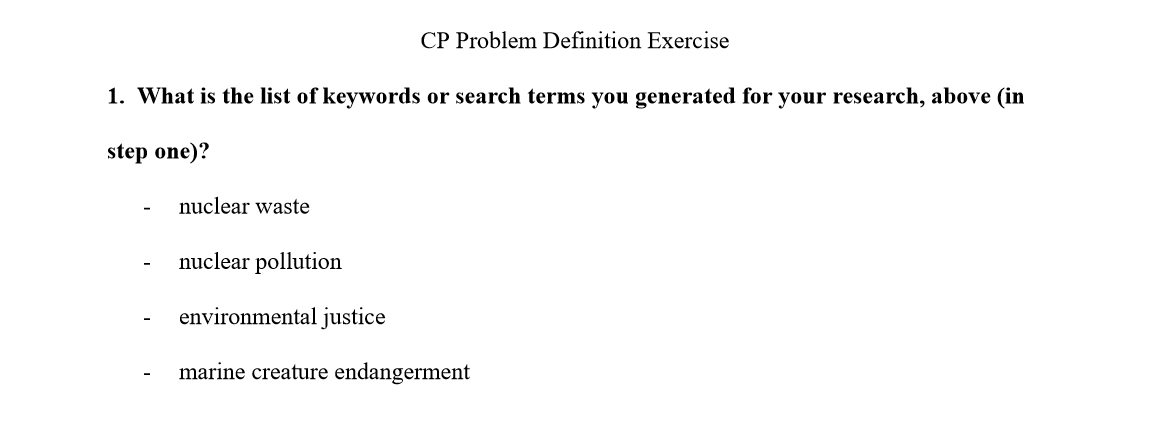 CP Problem Definition Exercise
1. What is the list of keywords or search terms you generated for your research, above (in
step one)?
- nuclear waste
- nuclear pollution
- environmental justice
- marine creature endangerment